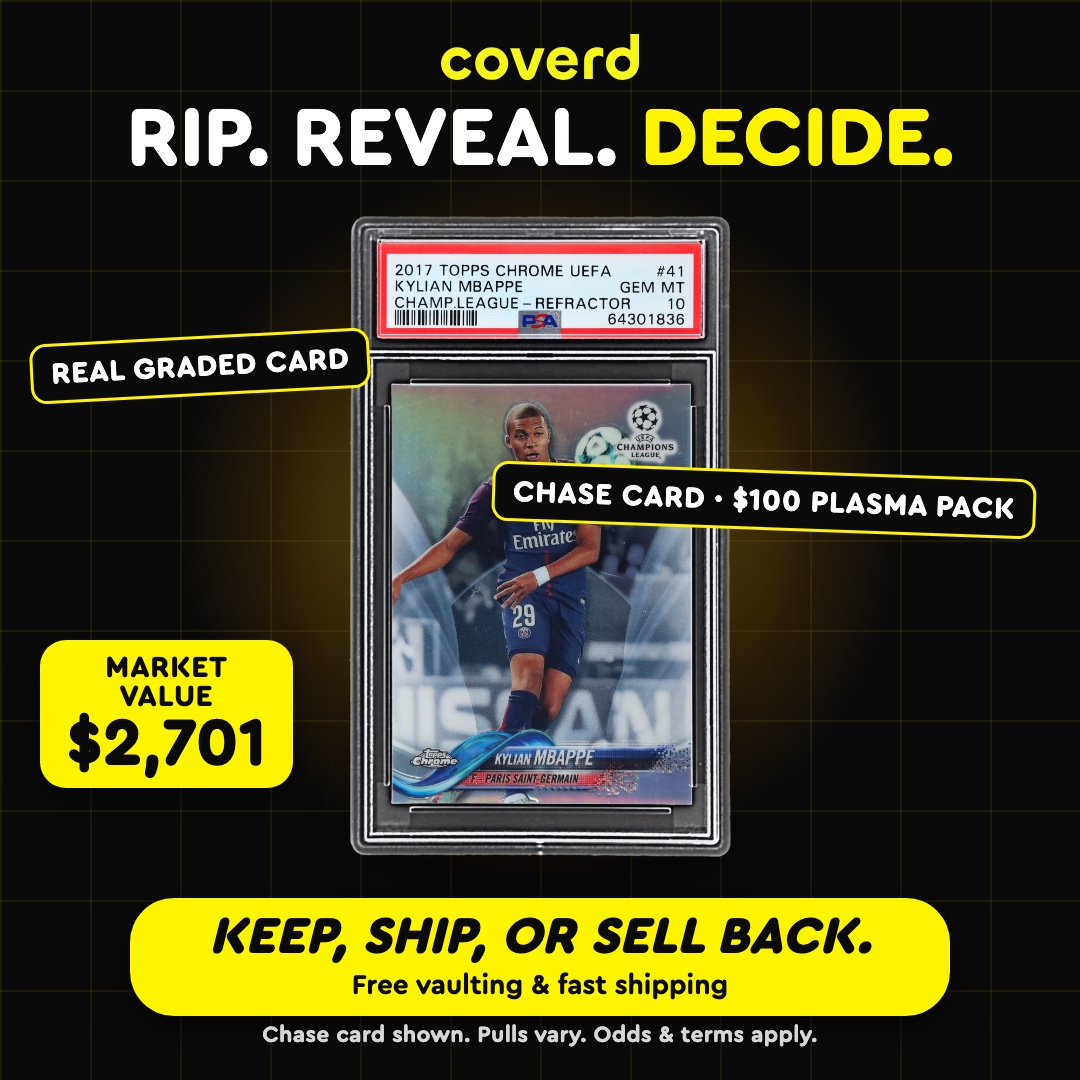 coverd
RIP. REVEAL. DECIDE.
2017 TOPPS CHROME UEFA #41
KYLIAN MBAPPE GEM MT
CHAMP.LEAGUE-REFRACTOR 10
PSA 64301836
REAL GRADED CARD
UEFA
CHAMPIONS
LEAGUE
CHASE CARD • $100 PLASMA PACK
Fly
Emirates
29
NISSAN
MARKET
VALUE
$2,701
Topps
Chrome
KYLIAN MBAPPE
F - PARIS SAINT-GERMAIN
KEEP, SHIP, OR SELL BACK.
Free vaulting & fast shipping
Chase card shown. Pulls vary. Odds & terms apply.